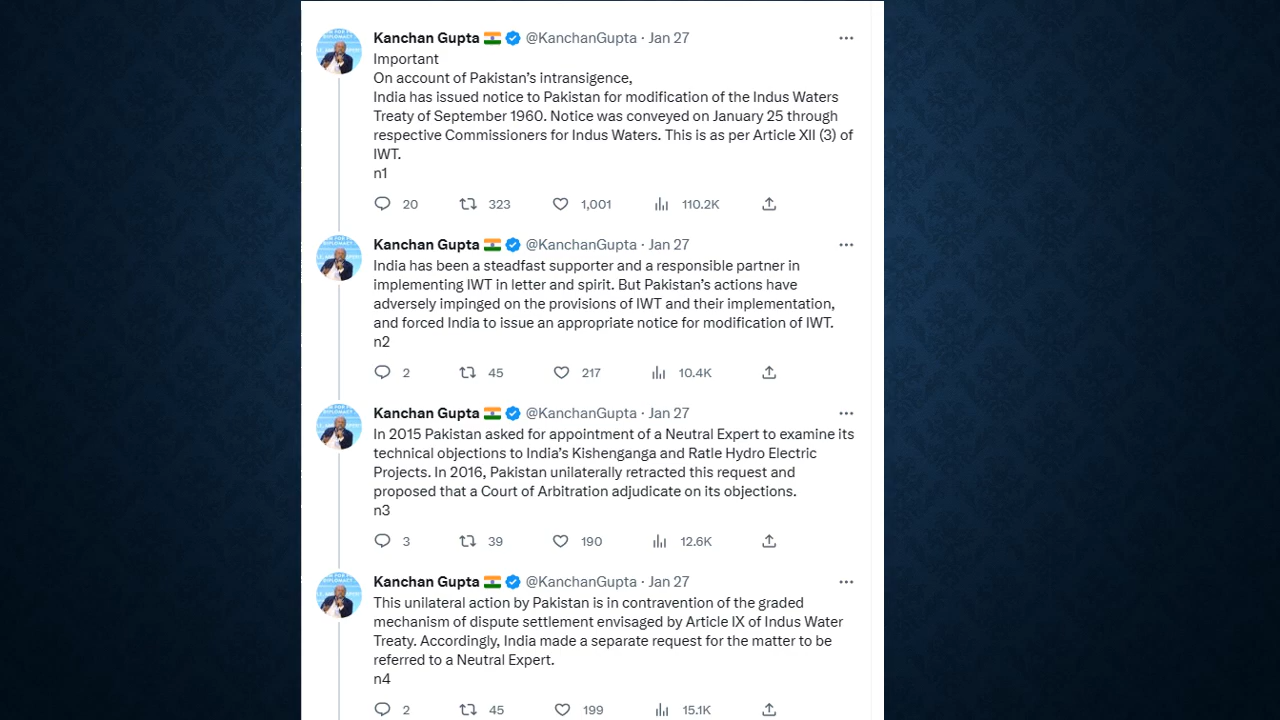 Kanchan Gupta 🇮🇳 @KanchanGupta · Jan 27
Important
On account of Pakistan’s intransigence,
India has issued notice to Pakistan for modification of the Indus Waters
Treaty of September 1960. Notice was conveyed on January 25 through
respective Commissioners for Indus Waters. This is as per Article XII (3) of
IWT.
n1
20 323 1,001 110.2K
Kanchan Gupta 🇮🇳 @KanchanGupta · Jan 27
India has been a steadfast supporter and a responsible partner in
implementing IWT in letter and spirit. But Pakistan’s actions have
adversely impinged on the provisions of IWT and their implementation,
and forced India to issue an appropriate notice for modification of IWT.
n2
2 45 217 10.4K
Kanchan Gupta 🇮🇳 @KanchanGupta · Jan 27
In 2015 Pakistan asked for appointment of a Neutral Expert to examine its
technical objections to India’s Kishenganga and Ratle Hydro Electric
Projects. In 2016, Pakistan unilaterally retracted this request and
proposed that a Court of Arbitration adjudicate on its objections.
n3
3 39 190 12.6K
Kanchan Gupta 🇮🇳 @KanchanGupta · Jan 27
This unilateral action by Pakistan is in contravention of the graded
mechanism of dispute settlement envisaged by Article IX of Indus Water
Treaty. Accordingly, India made a separate request for the matter to be
referred to a Neutral Expert.
n4
2 45 199 15.1K